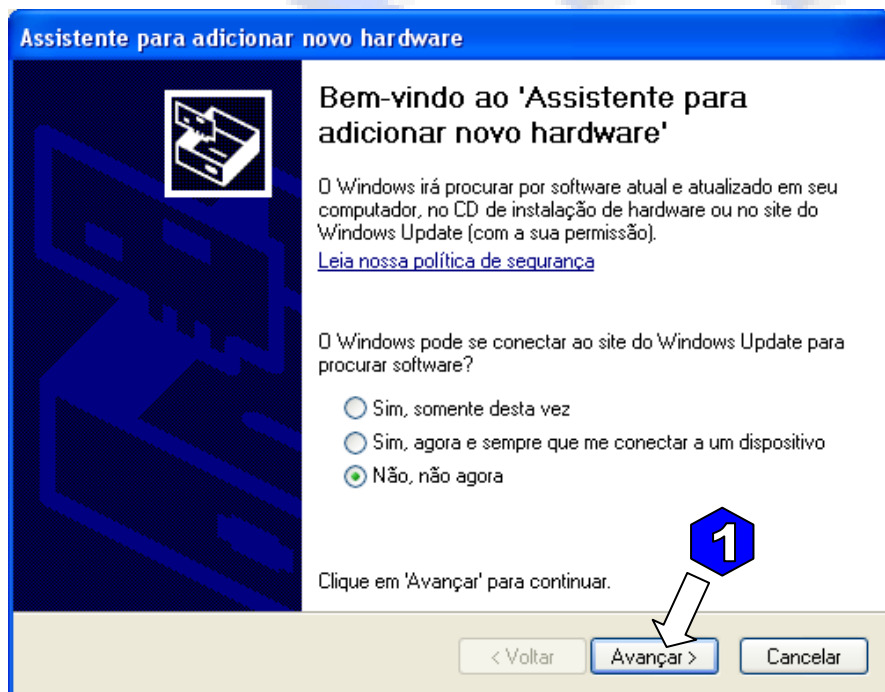 Assistente para adicionar novo hardware
Bem-vindo ao 'Assistente para
adicionar novo hardware'
O Windows irá procurar por software atual e atualizado em seu
computador, no CD de instalação de hardware ou no site do
Windows Update (com a sua permissão).
Leia nossa política de segurança
O Windows pode se conectar ao site do Windows Update para
procurar software?
Sim, somente desta vez
Sim, agora e sempre que me conectar a um dispositivo
Não, não agora
1
Clique em 'Avançar' para continuar.
< Voltar Avançar > Cancelar